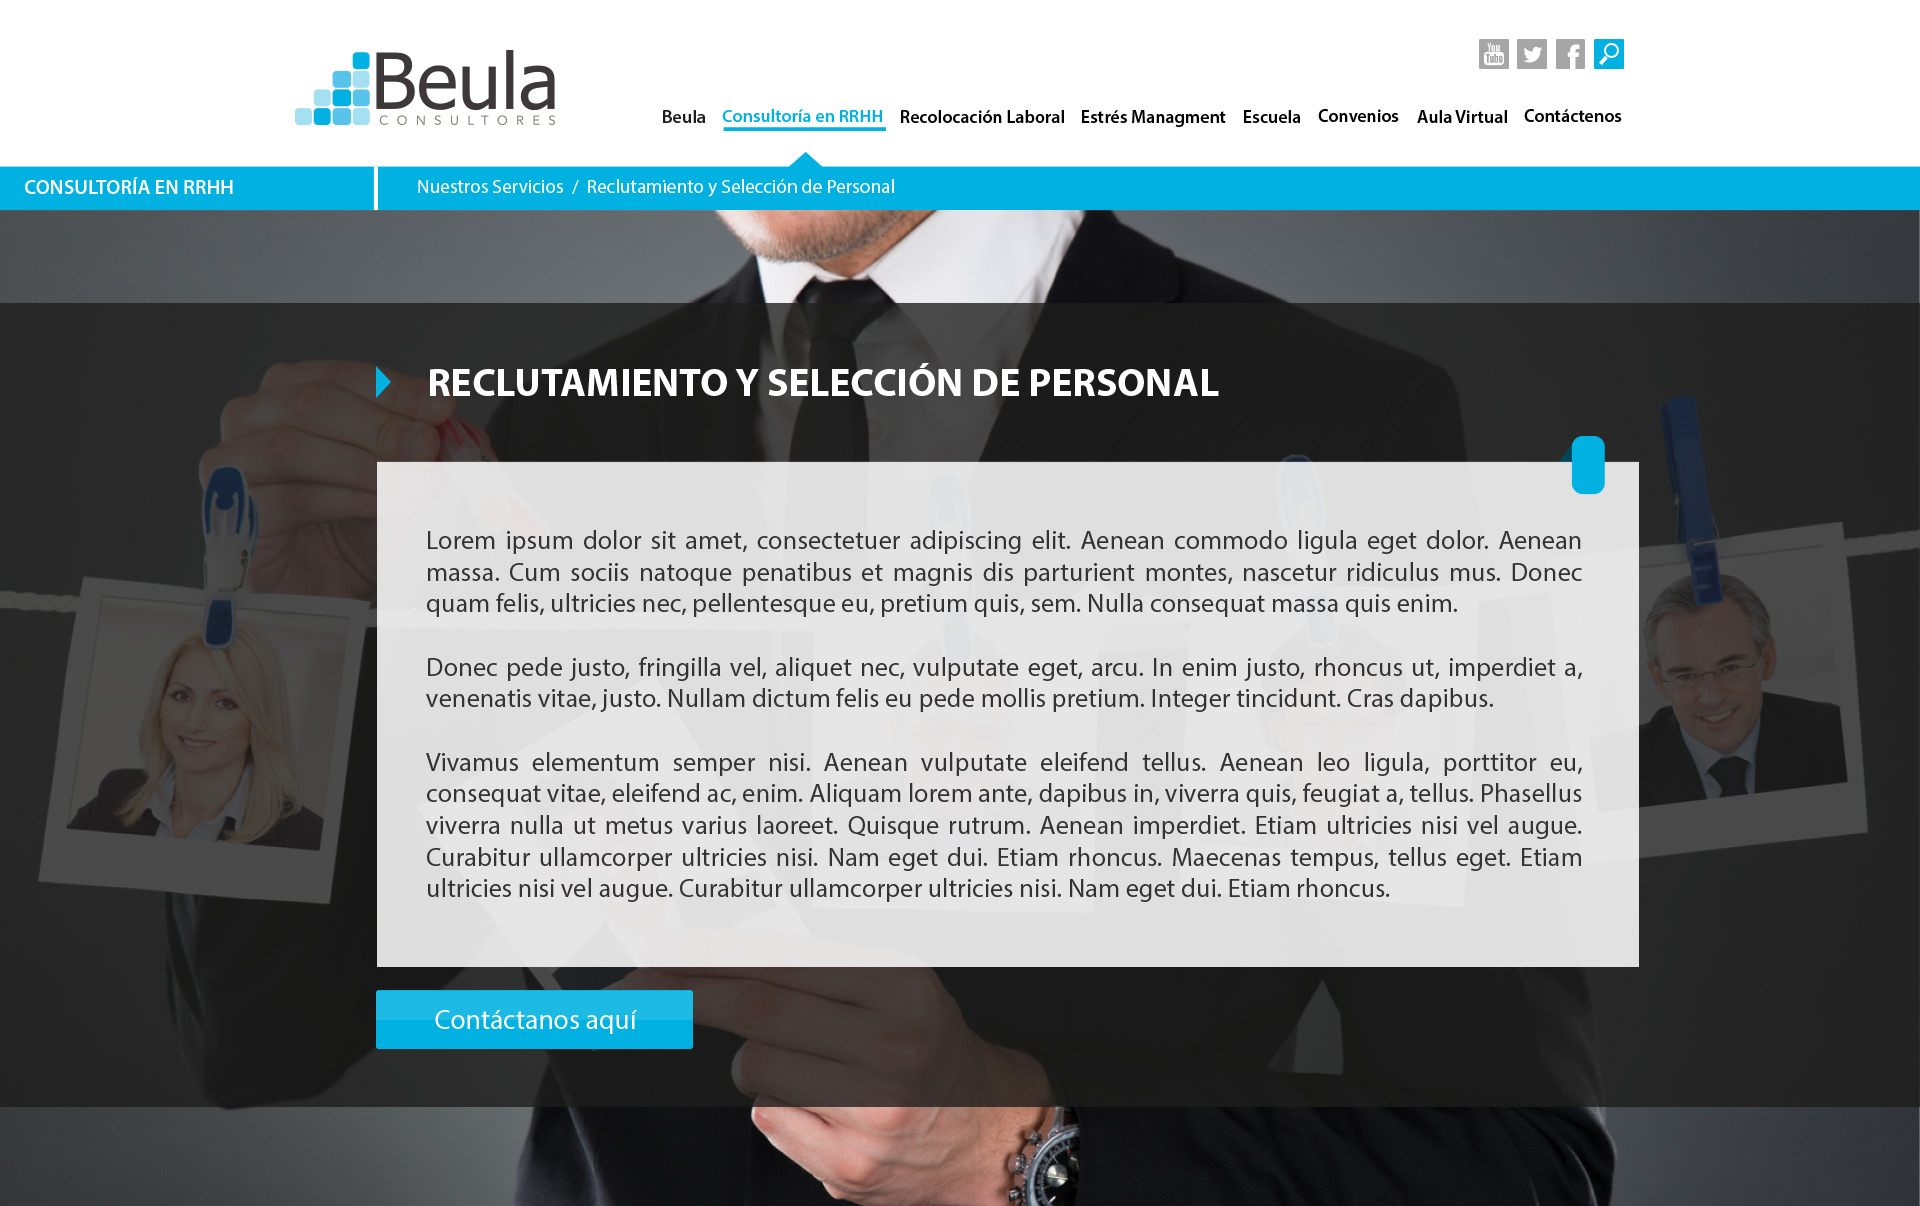 Beula
CONSULTORES
You
Tube
Beula Consultoría en RRHH Recolocación Laboral Estrés Managment Escuela Convenios Aula Virtual Contáctenos
CONSULTORÍA EN RRHH
Nuestros Servicios / Reclutamiento y Selección de Personal
RECLUTAMIENTO Y SELECCIÓN DE PERSONAL
Lorem ipsum dolor sit amet, consectetuer adipiscing elit. Aenean commodo ligula eget dolor. Aenean
massa. Cum sociis natoque penatibus et magnis dis parturient montes, nascetur ridiculus mus. Donec
quam felis, ultricies nec, pellentesque eu, pretium quis, sem. Nulla consequat massa quis enim.
Donec pede justo, fringilla vel, aliquet nec, vulputate eget, arcu. In enim justo, rhoncus ut, imperdiet a,
venenatis vitae, justo. Nullam dictum felis eu pede mollis pretium. Integer tincidunt. Cras dapibus.
Vivamus elementum semper nisi. Aenean vulputate eleifend tellus. Aenean leo ligula, porttitor eu,
consequat vitae, eleifend ac, enim. Aliquam lorem ante, dapibus in, viverra quis, feugiat a, tellus. Phasellus
viverra nulla ut metus varius laoreet. Quisque rutrum. Aenean imperdiet. Etiam ultricies nisi vel augue.
Curabitur ullamcorper ultricies nisi. Nam eget dui. Etiam rhoncus. Maecenas tempus, tellus eget. Etiam
ultricies nisi vel augue. Curabitur ullamcorper ultricies nisi. Nam eget dui. Etiam rhoncus.
Contáctanos aquí